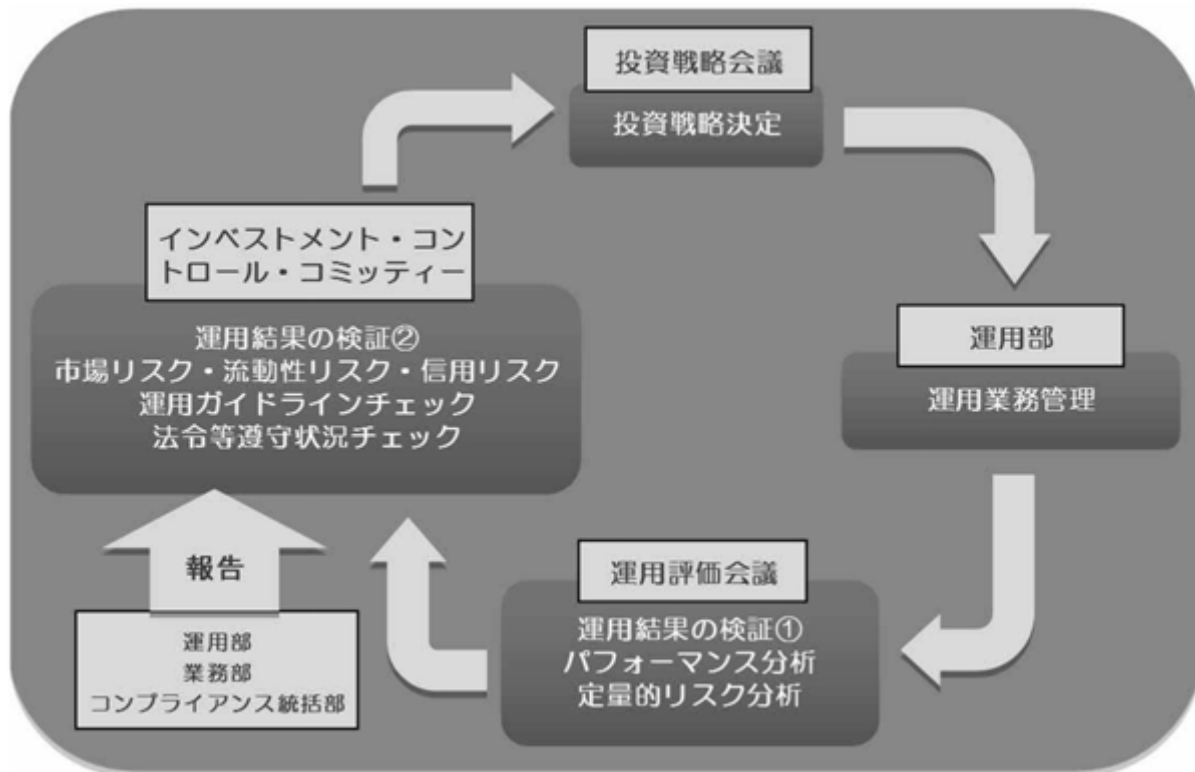 投資戦略会議
投資戦略決定
インベストメント・コン
トロール・コミッティー
運用結果の検証②
市場リスク・流動性リスク・信用リスク
運用ガイドラインチェック
法令等遵守状況チェック
運用部
運用業務管理
運用評価会議
運用結果の検証①
パフォーマンス分析
定量的リスク分析
報告
運用部
業務部
コンプライアンス統括部